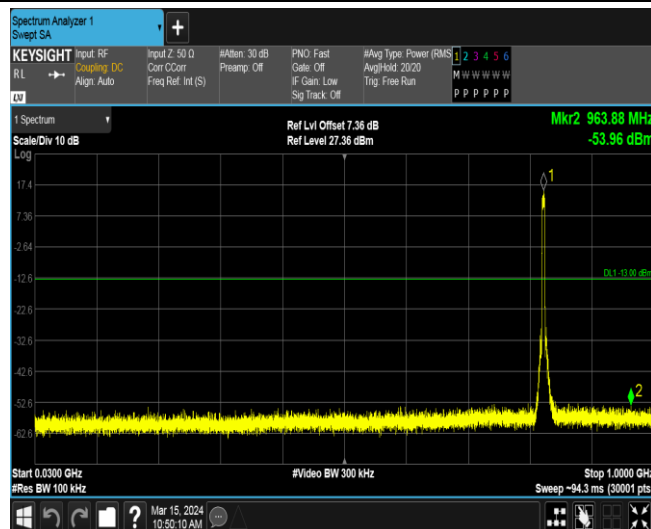 Spectrum Analyzer 1
Swept SA
+
KEYSIGHT
RL
LXI
Input: RF
Coupling: DC
Align: Auto
Input Z: 50 Ω
Corr CCorr
Freq Ref: Int (S)
#Atten: 30 dB
Preamp: Off
PNO: Fast
Gate: Off
IF Gain: Low
Sig Track: Off
#Avg Type: Power (RMS
Avg|Hold: 20/20
Trig: Free Run
1 2 3 4 5 6
M W W W W W
P P P P P P
1 Spectrum
Scale/Div 10 dB
Ref Lvl Offset 7.36 dB
Ref Level 27.36 dBm
Mkr2 963.88 MHz
-53.96 dBm
Log
17.4
7.36
-2.64
-12.6
-22.6
-32.6
-42.6
-52.6
-62.6
1
DL1 -13.00 dBm
2
Start 0.0300 GHz
#Res BW 100 kHz
#Video BW 300 kHz
Stop 1.0000 GHz
Sweep ~94.3 ms (30001 pts)
?
Mar 15, 2024
10:50:10 AM